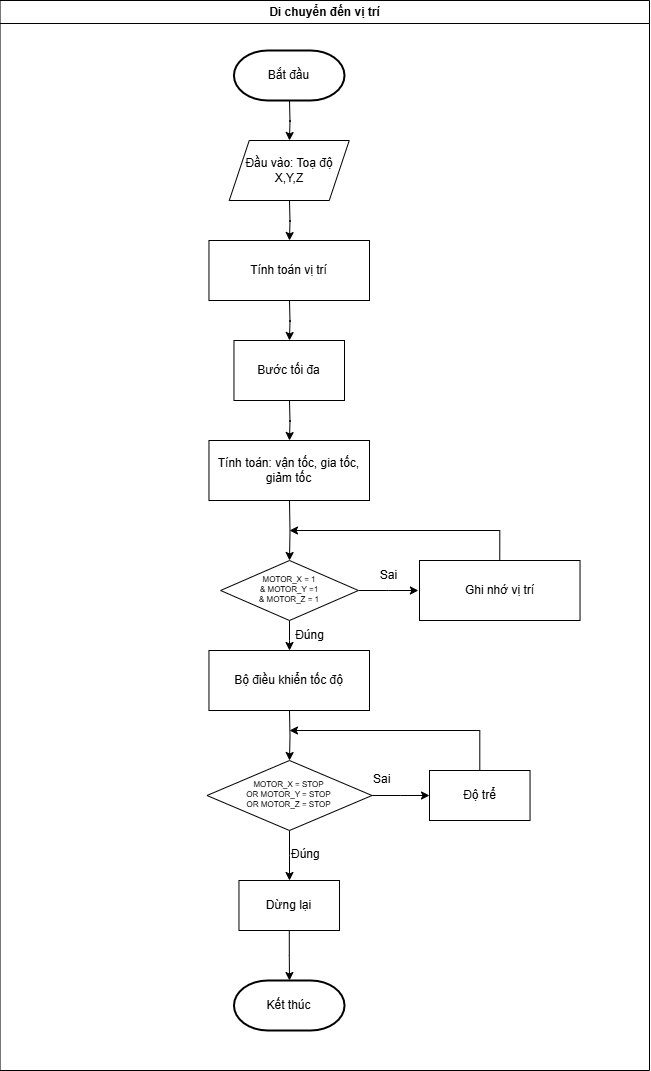 Di chuyển đến vị trí
Bắt đầu
Đầu vào: Toạ độ
X,Y,Z
Tính toán vị trí
Bước tối đa
Tính toán: vận tốc, gia tốc,
giảm tốc
MOTOR_X = 1
& MOTOR_Y =1
& MOTOR_Z = 1
Sai
Ghi nhớ vị trí
Đúng
Bộ điều khiển tốc độ
MOTOR_X = STOP
OR MOTOR_Y = STOP
OR MOTOR_Z = STOP
Sai
Độ trể
Đúng
Dừng lại
Kết thúc